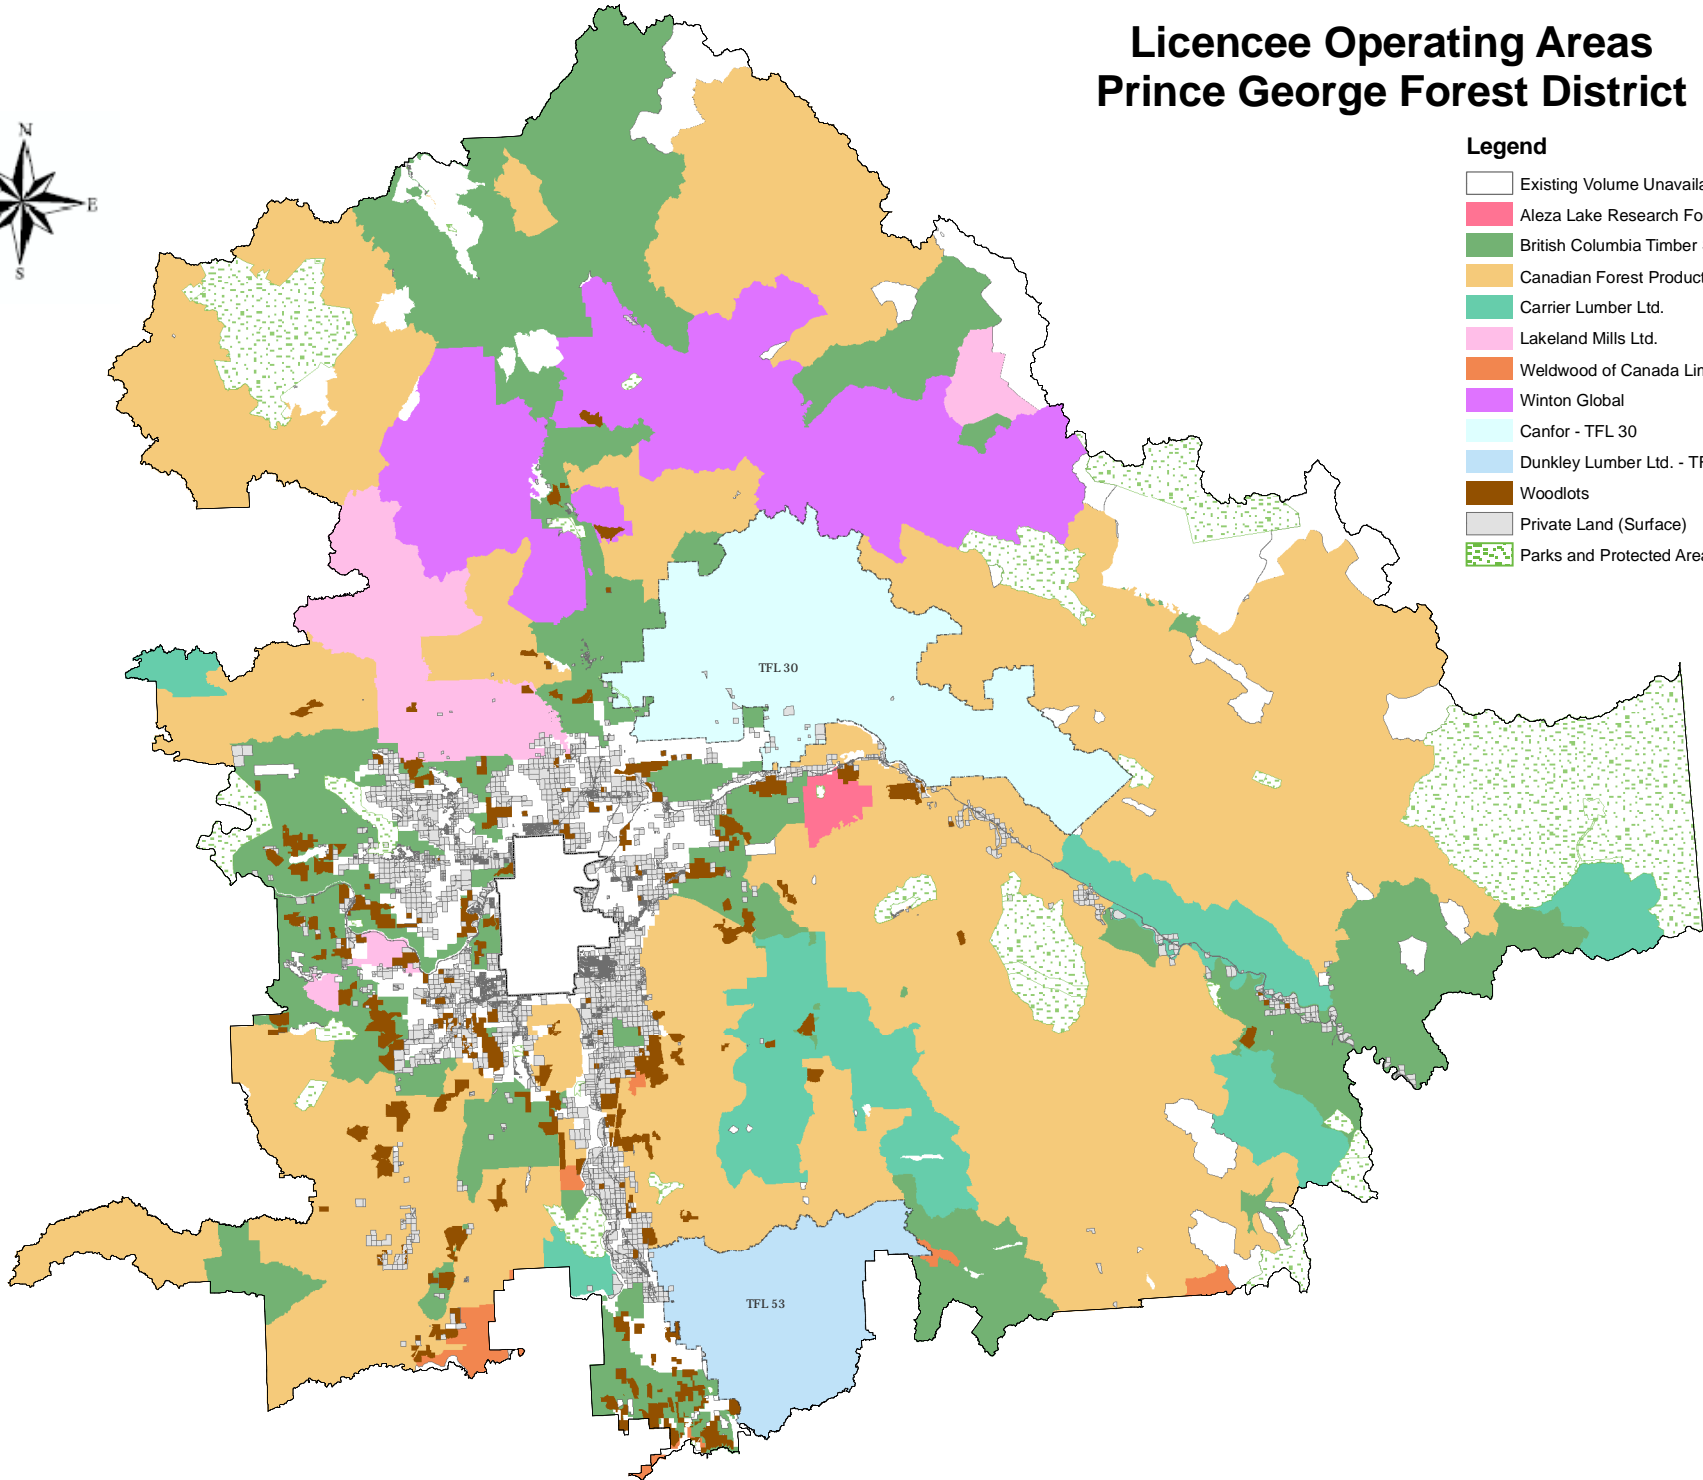 Licencee Operating Areas
Prince George Forest District
N
E
S
Legend
Existing Volume Unavaila
Aleza Lake Research Fo
British Columbia Timber
Canadian Forest Product
Carrier Lumber Ltd.
Lakeland Mills Ltd.
Weldwood of Canada Lim
Winton Global
Canfor - TFL 30
Dunkley Lumber Ltd. - TF
Woodlots
Private Land (Surface)
Parks and Protected Area
TFL 30
TFL 53